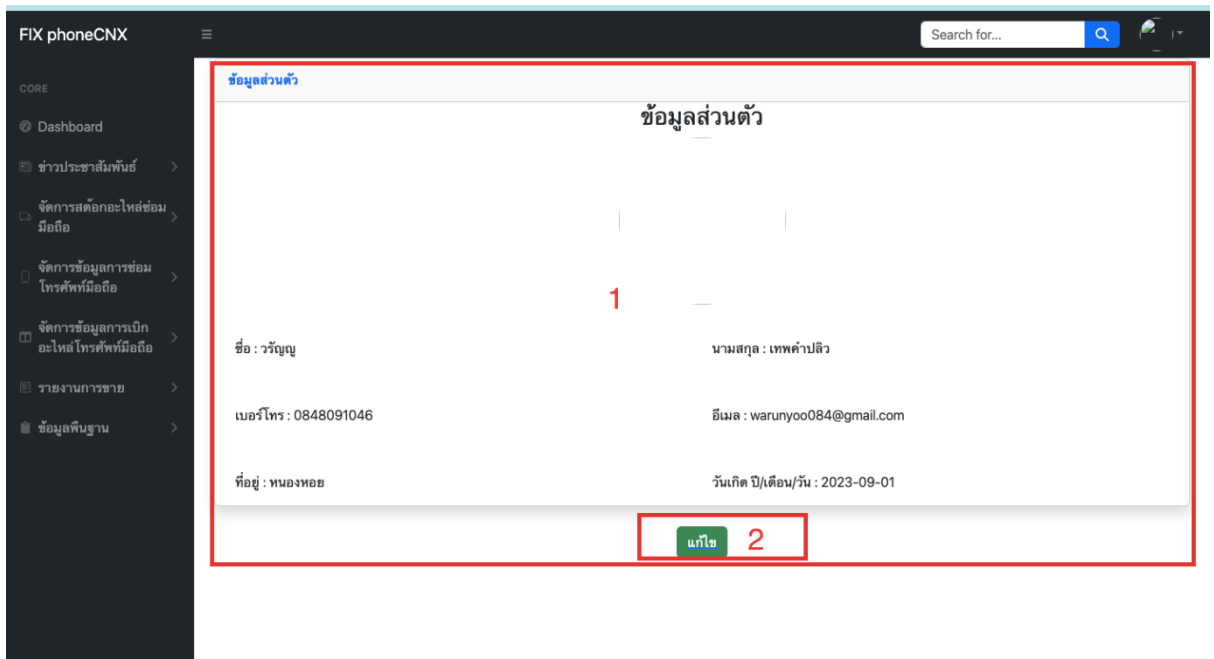 FIX phoneCNX
Search for...
CORE
Dashboard
ข่าวประชาสัมพันธ์
จัดการสต๊อกอะไหล่ซ่อม
มือถือ
จัดการข้อมูลการซ่อม
โทรศัพท์มือถือ
จัดการข้อมูลการเบิก
อะไหล่โทรศัพท์มือถือ
รายงานการขาย
ข้อมูลพื้นฐาน
ข้อมูลส่วนตัว
ข้อมูลส่วนตัว
1
ชื่อ : วรัญญู
นามสกุล : เทพคำปลิว
เบอร์โทร : 0848091046
อีเมล : warunyoo084@gmail.com
ที่อยู่ : หนองหอย
วันเกิด ปี/เดือน/วัน : 2023-09-01
แก้ไข
2